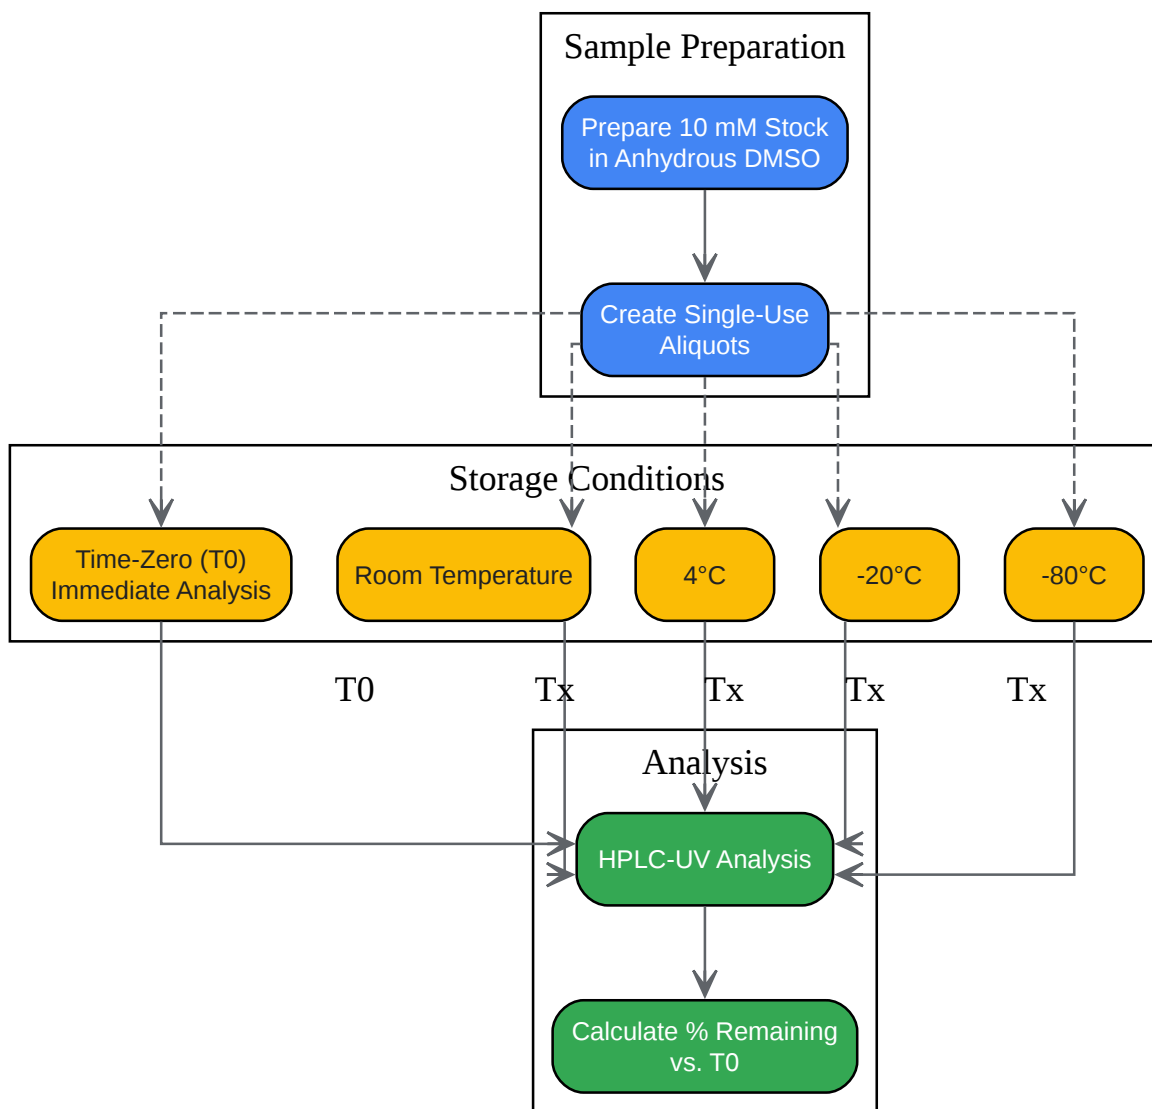 Sample Preparation
Prepare 10 mM Stock
in Anhydrous DMSO
Create Single-Use
Aliquots
Storage Conditions
Time-Zero (T0)
Immediate Analysis
Room Temperature
4°C
-20°C
-80°C
T0
Tx
Tx
Tx
Tx
Analysis
HPLC-UV Analysis
Calculate % Remaining
vs. T0